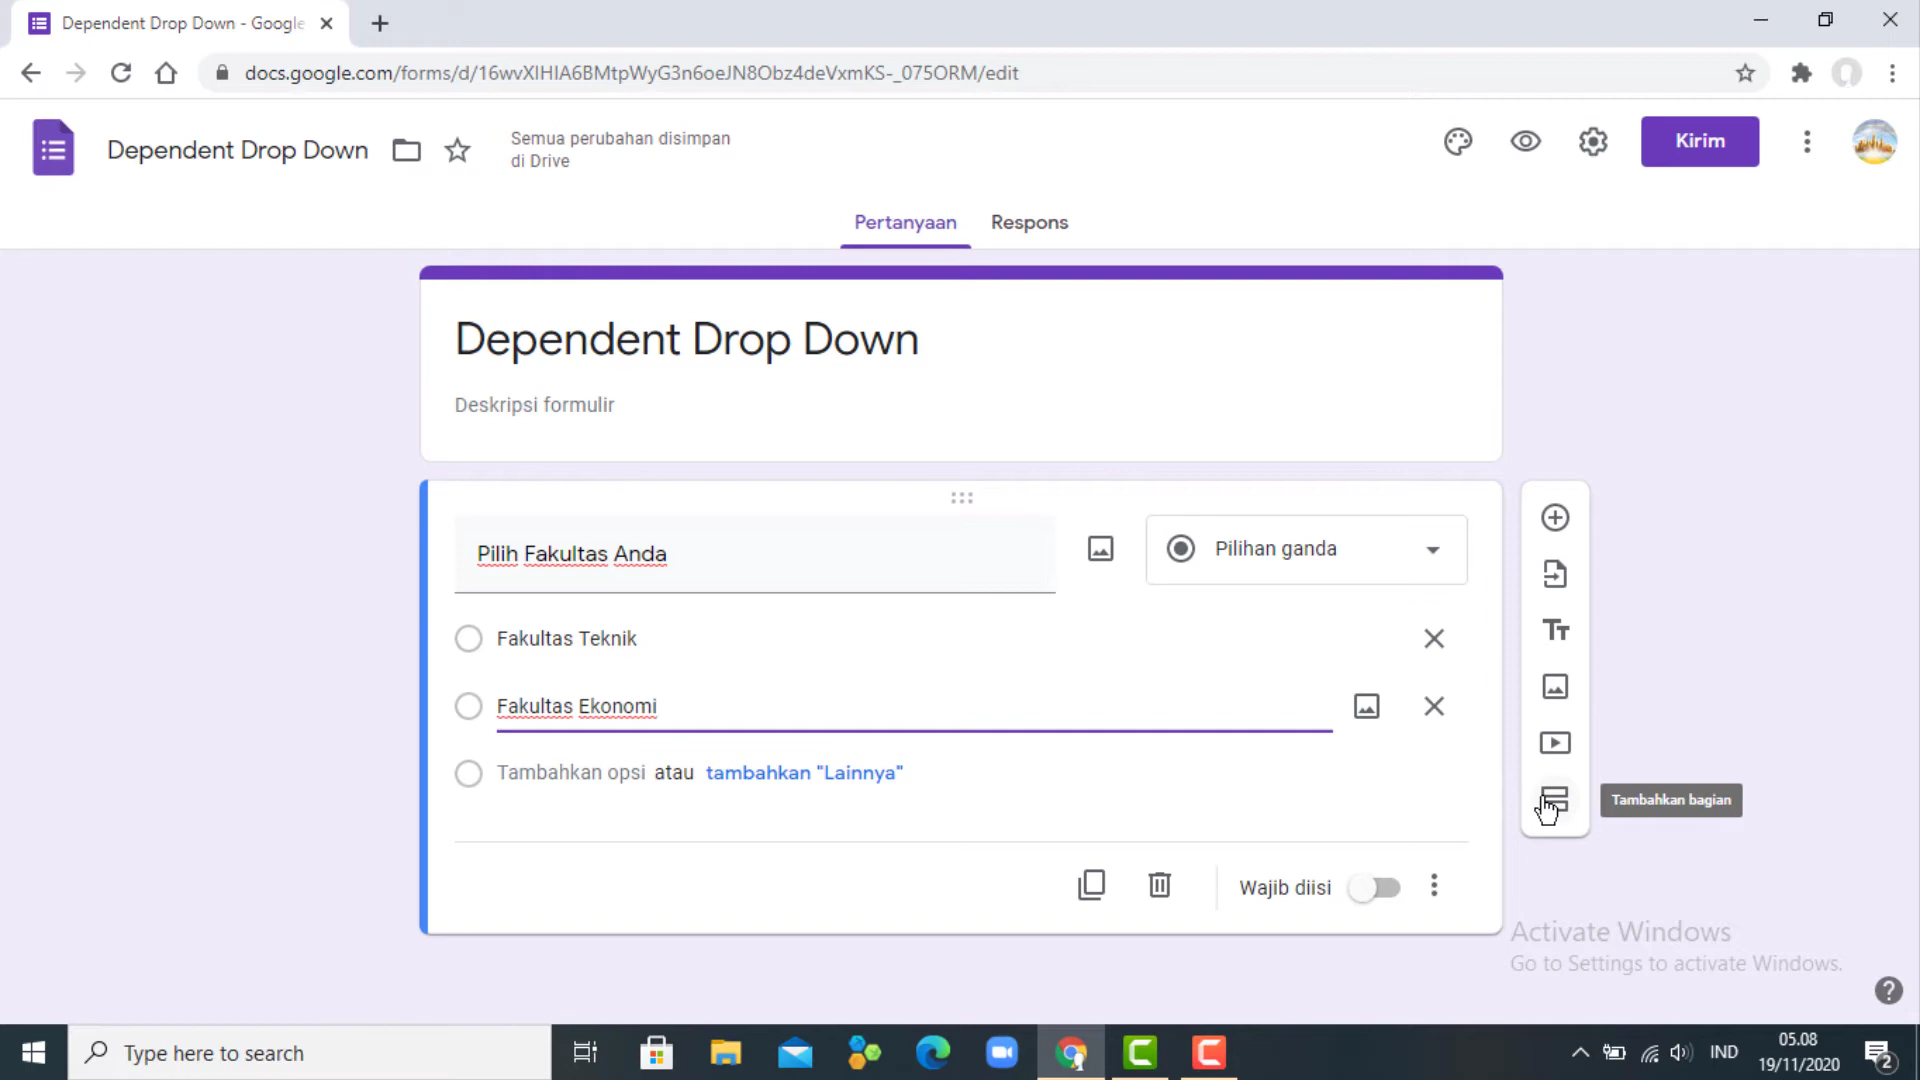 Dependent Drop Down - Google
docs.google.com/forms/d/16wvXlHIA6BMtpWyG3n6oeJN8Obz4deVxmKS-_075ORM/edit
Dependent Drop Down
Semua perubahan disimpan
di Drive
Kirim
Pertanyaan
Respons
Dependent Drop Down
Deskripsi formulir
Pilih Fakultas Anda
Pilihan ganda
Fakultas Teknik
Fakultas Ekonomi
Tambahkan opsi atau tambahkan "Lainnya"
Tambahkan bagian
Wajib diisi
Activate Windows
Go to Settings to activate Windows.
Type here to search
IND
05.08
19/11/2020
2